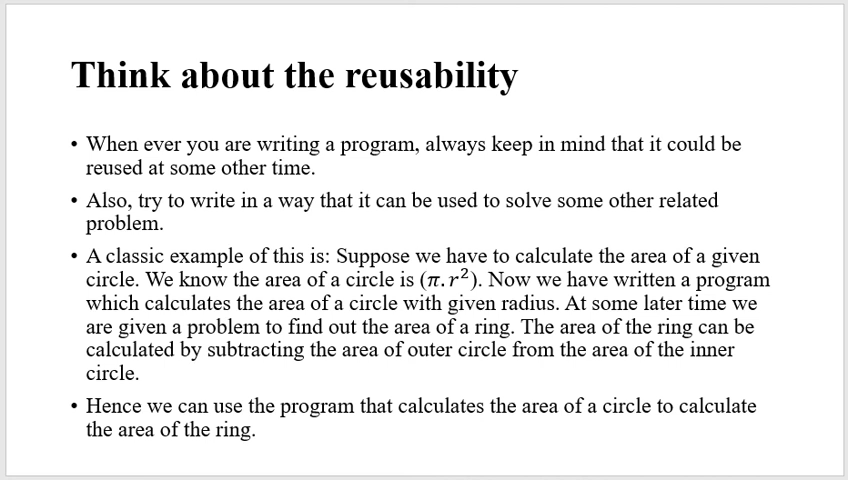 Think about the reusability
• When ever you are writing a program, always keep in mind that it could be
reused at some other time.
• Also, try to write in a way that it can be used to solve some other related
problem.
• A classic example of this is: Suppose we have to calculate the area of a given
circle. We know the area of a circle is (𝜋. 𝑟²). Now we have written a program
which calculates the area of a circle with given radius. At some later time we
are given a problem to find out the area of a ring. The area of the ring can be
calculated by subtracting the area of outer circle from the area of the inner
circle.
• Hence we can use the program that calculates the area of a circle to calculate
the area of the ring.